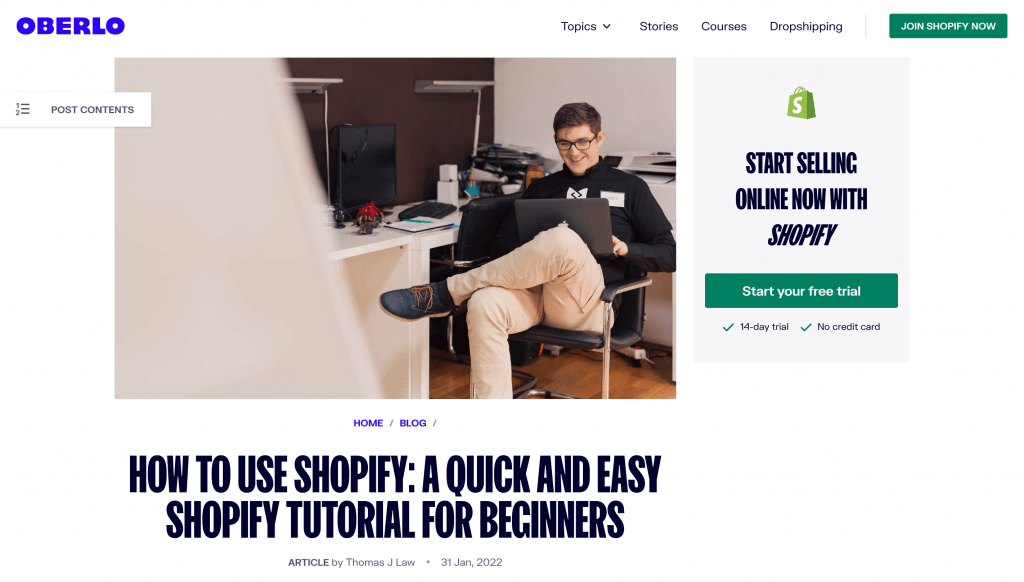 OBERLO
Topics
Stories
Courses
Dropshipping
JOIN SHOPIFY NOW
POST CONTENTS
START SELLING
ONLINE NOW WITH
SHOPIFY
Start your free trial
14-day trial
No credit card
HOME / BLOG /
HOW TO USE SHOPIFY: A QUICK AND EASY
SHOPIFY TUTORIAL FOR BEGINNERS
ARTICLE by Thomas J Law • 31 Jan, 2022